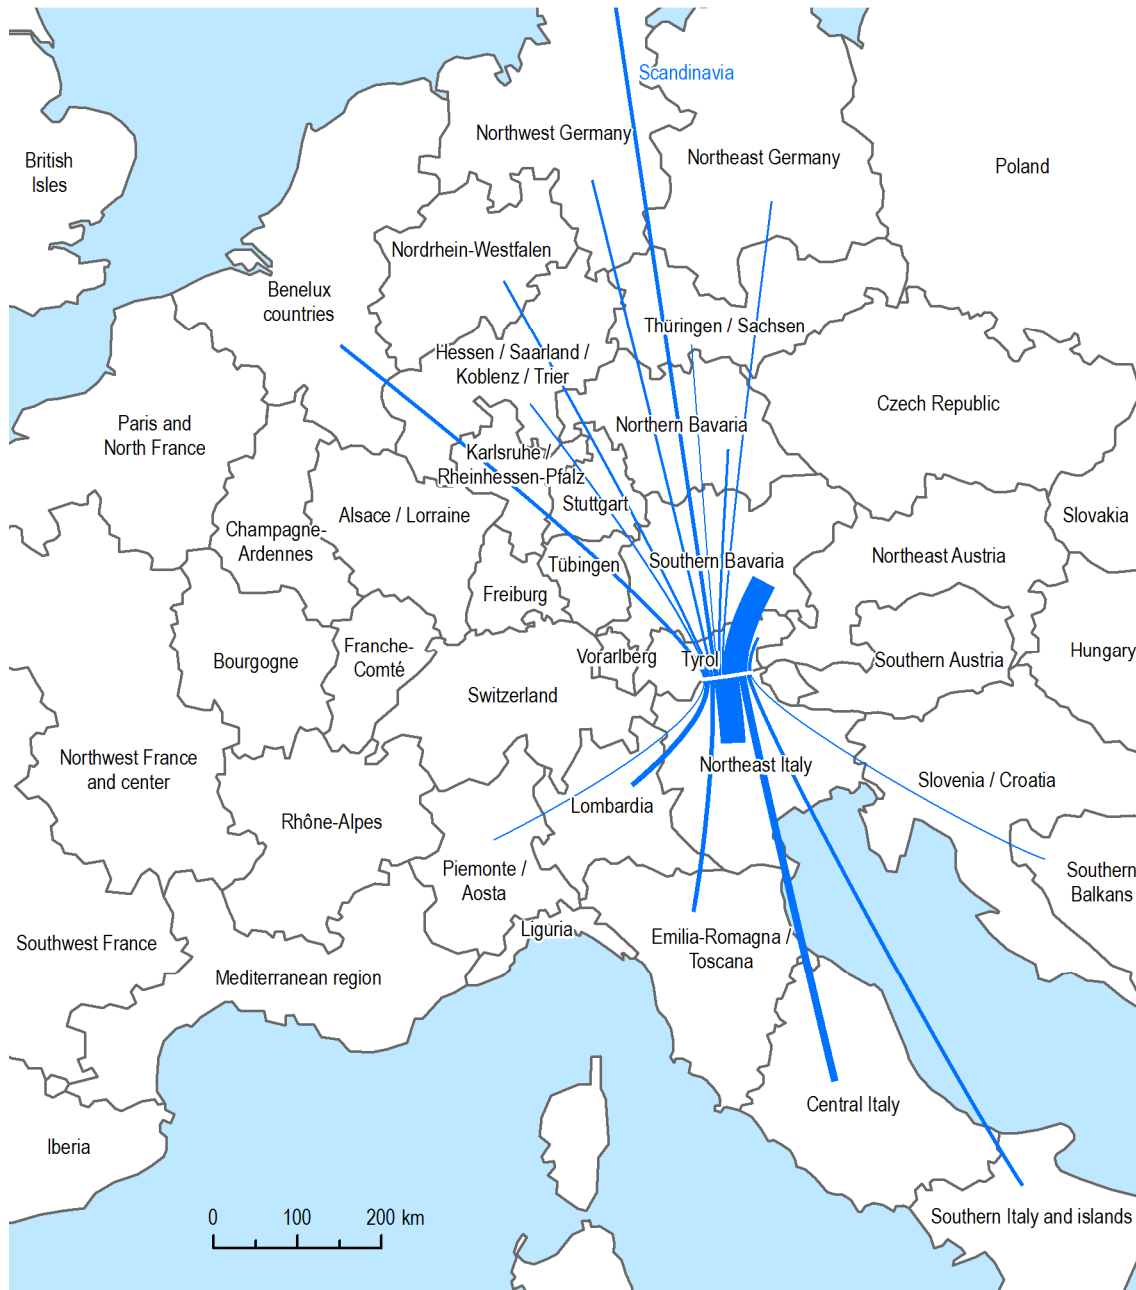 Scandinavia
Northwest Germany
Northeast Germany
British
Isles
Poland
Nordrhein-Westfalen
Benelux
countries
Thüringen / Sachsen
Hessen / Saarland /
Koblenz / Trier
Czech Republic
Paris and
North France
Northern Bavaria
Karlsruhe /
Rheinhessen-Pfalz
Stuttgart
Alsace / Lorraine
Slovakia
Champagne-
Ardennes
Northeast Austria
Southern Bavaria
Tübingen
Freiburg
Franche-
Comté
Hungary
Bourgogne
Vorarlberg
Tyrol
Southern Austria
Switzerland
Northwest France
and center
Northeast Italy
Slovenia / Croatia
Lombardia
Rhône-Alpes
Piemonte /
Aosta
Southern
Balkans
Liguria
Southwest France
Emilia-Romagna /
Toscana
Mediterranean region
Central Italy
Iberia
Southern Italy and islands
0 100 200 km